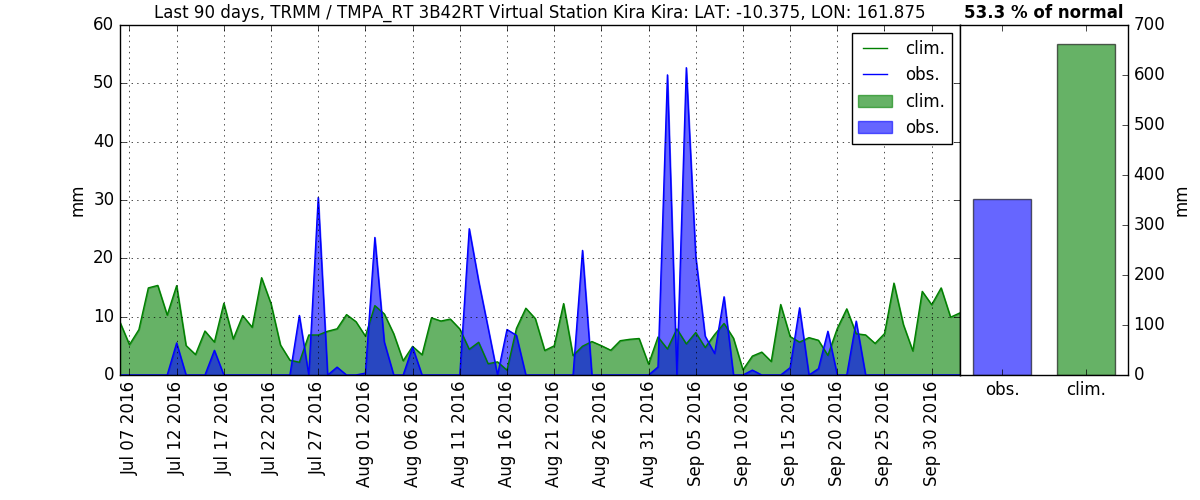 Last 90 days, TRMM / TMPA_RT 3B42RT Virtual Station Kira Kira: LAT: -10.375, LON: 161.875
53.3 % of normal
60
50
40
30
20
10
0
mm
clim.
obs.
clim.
obs.
Jul 07 2016
Jul 12 2016
Jul 17 2016
Jul 22 2016
Jul 27 2016
Aug 01 2016
Aug 06 2016
Aug 11 2016
Aug 16 2016
Aug 21 2016
Aug 26 2016
Aug 31 2016
Sep 05 2016
Sep 10 2016
Sep 15 2016
Sep 20 2016
Sep 25 2016
Sep 30 2016
700
600
500
400
300
200
100
0
mm
obs.
clim.